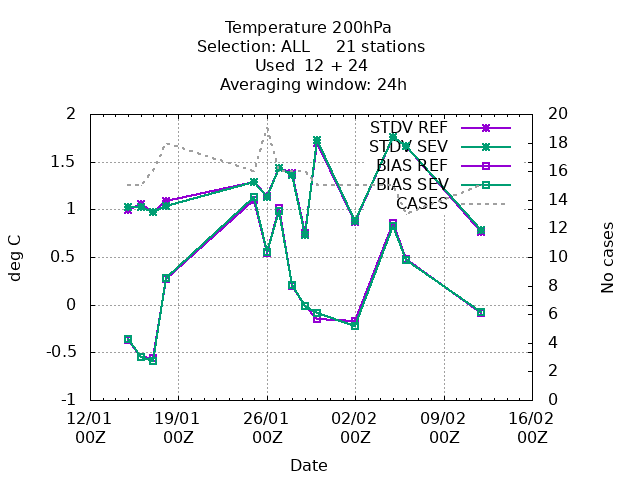 Temperature 200hPa
Selection: ALL 21 stations
Used 12 + 24
Averaging window: 24h
STDV REF
STDV SEV
BIAS REF
BIAS SEV
CASES
2
1.5
1
0.5
0
-0.5
-1
deg C
20
18
16
14
12
10
8
6
4
2
0
No cases
12/01 19/01 26/01 02/02 09/02 16/02
00Z 00Z 00Z 00Z 00Z 00Z
Date